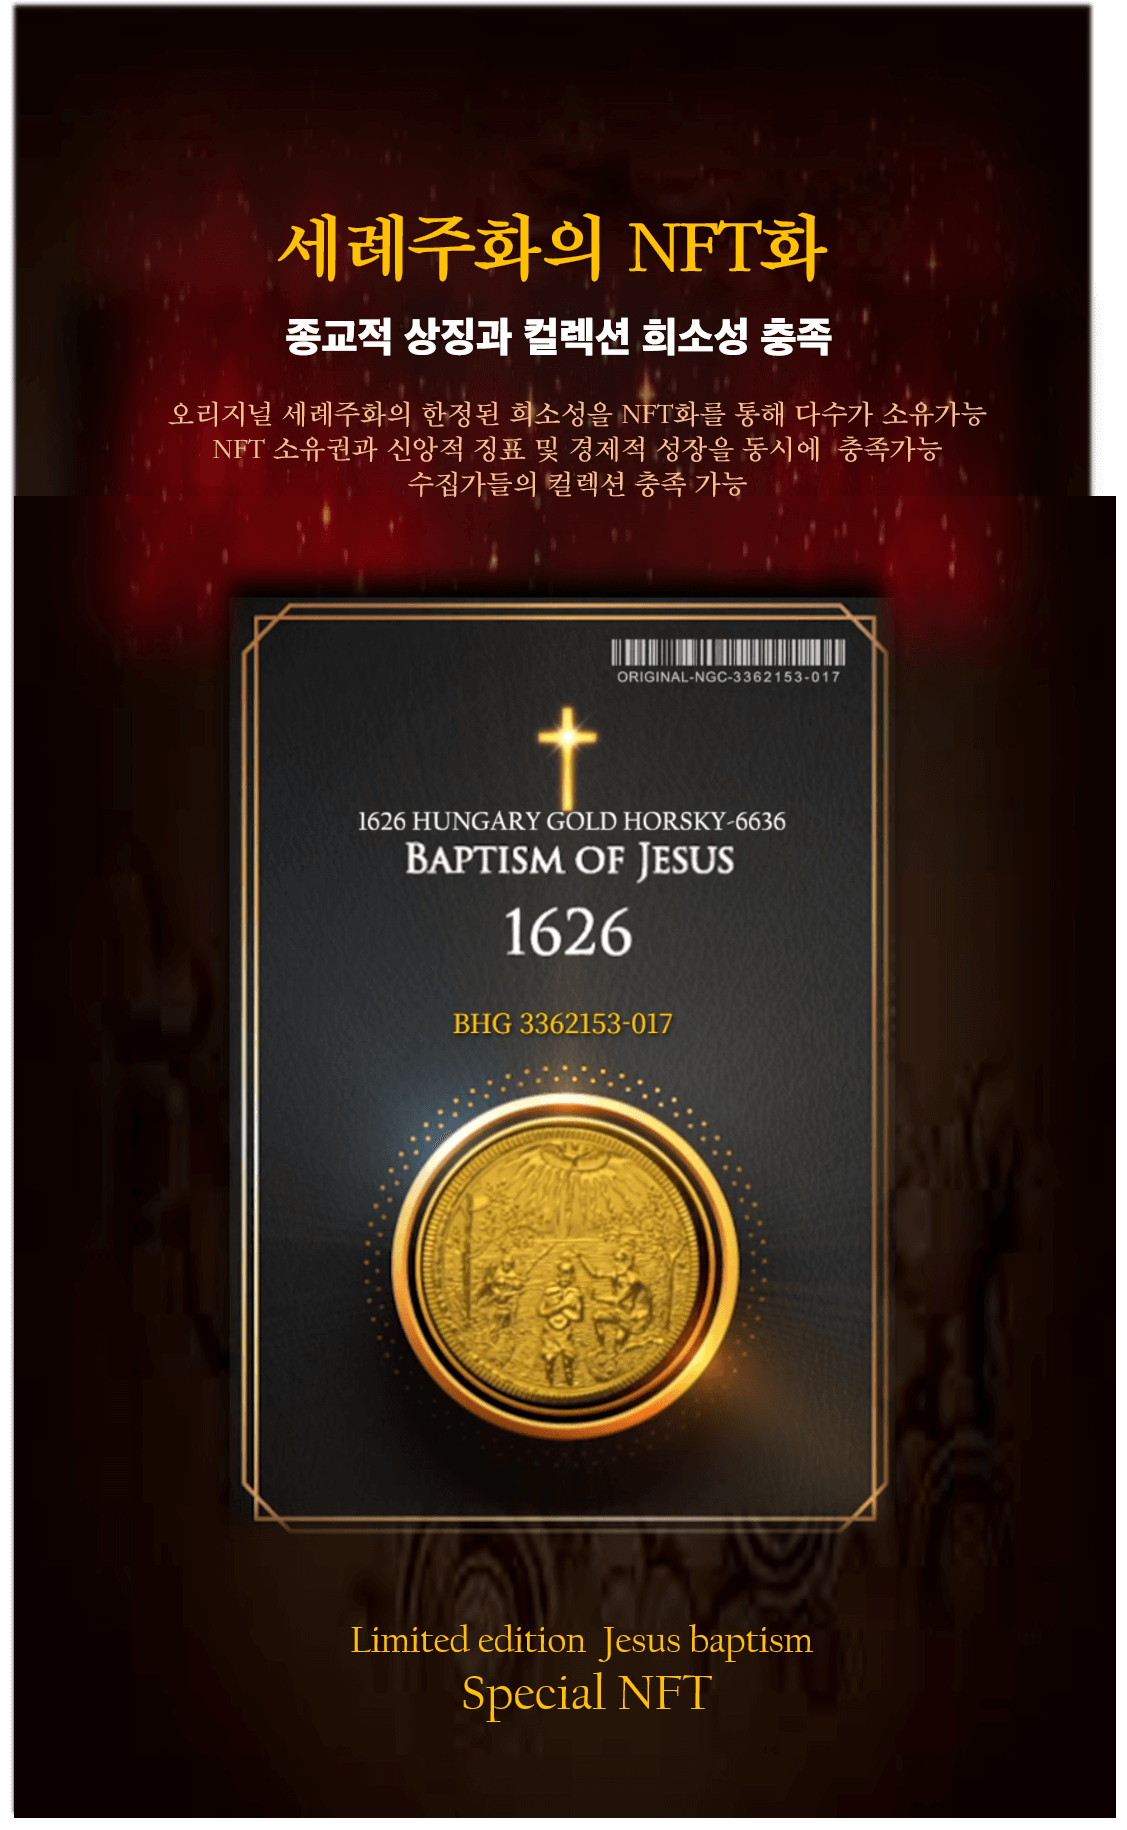 세례주화의 NFT화
종교적 상징과 컬렉션 희소성 충족
오리지널 세례주화의 한정된 희소성을 NFT화를 통해 다수가 소유가능
NFT 소유권과 신앙적 징표 및 경제적 성장을 동시에 충족가능
수집가들의 컬렉션 충족 가능
ORIGINAL-NGC-3362153-017
1626 HUNGARY GOLD HORSKY-6636
BAPTISM OF JESUS
1626
BHG 3362153-017
Limited edition Jesus baptism
Special NFT